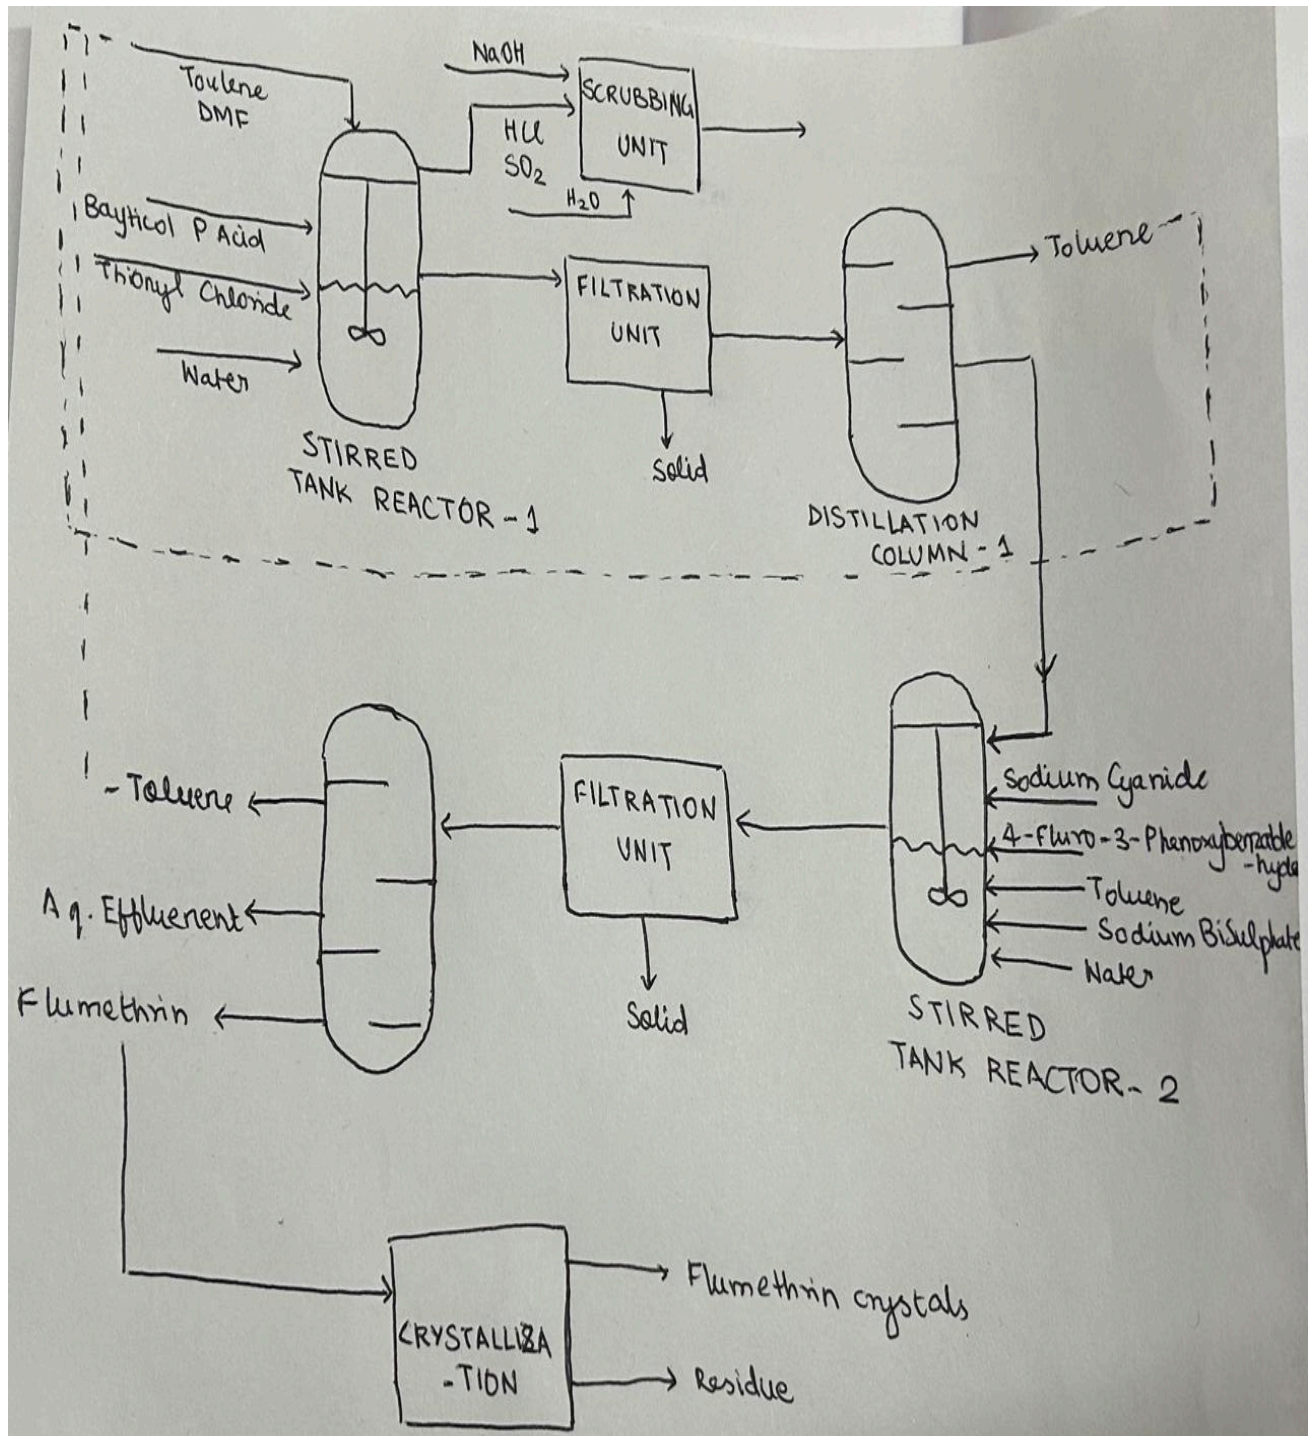 NaOH
Toulene
DMF
SCRUBBING
UNIT
HCl
SO2
H2O
Bayticol P Acid
Thionyl Chloride
Water
FILTRATION
UNIT
Toluene
Solid
STIRRED
TANK REACTOR - 1
DISTILLATION
COLUMN - 1
Toluene
Aq. Effluenent
Flumethrin
FILTRATION
UNIT
Solid
Sodium Cyanide
4-Fluro-3-Phenoxybenzalde
-hyde
Toluene
Sodium BiSulphate
Water
STIRRED
TANK REACTOR - 2
CRYSTALLIZA
-TION
Flumethrin crystals
Residue